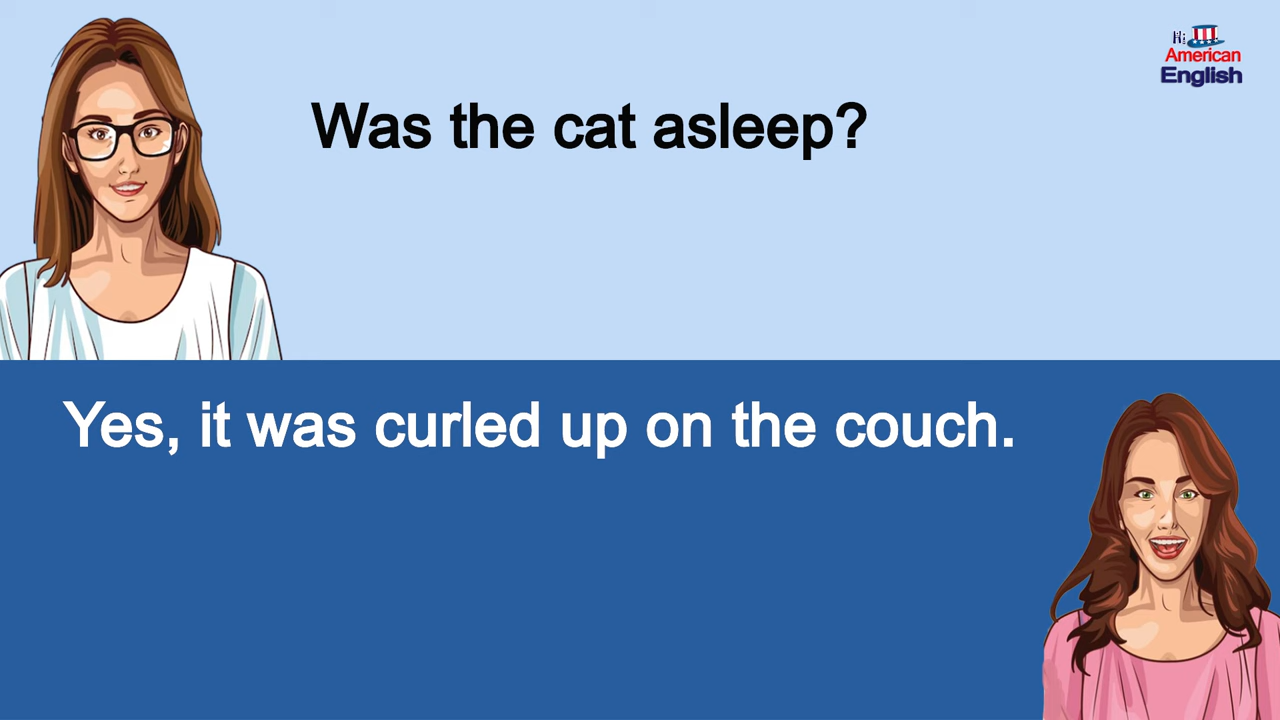 Hi
American
English
Was the cat asleep?
Yes, it was curled up on the couch.